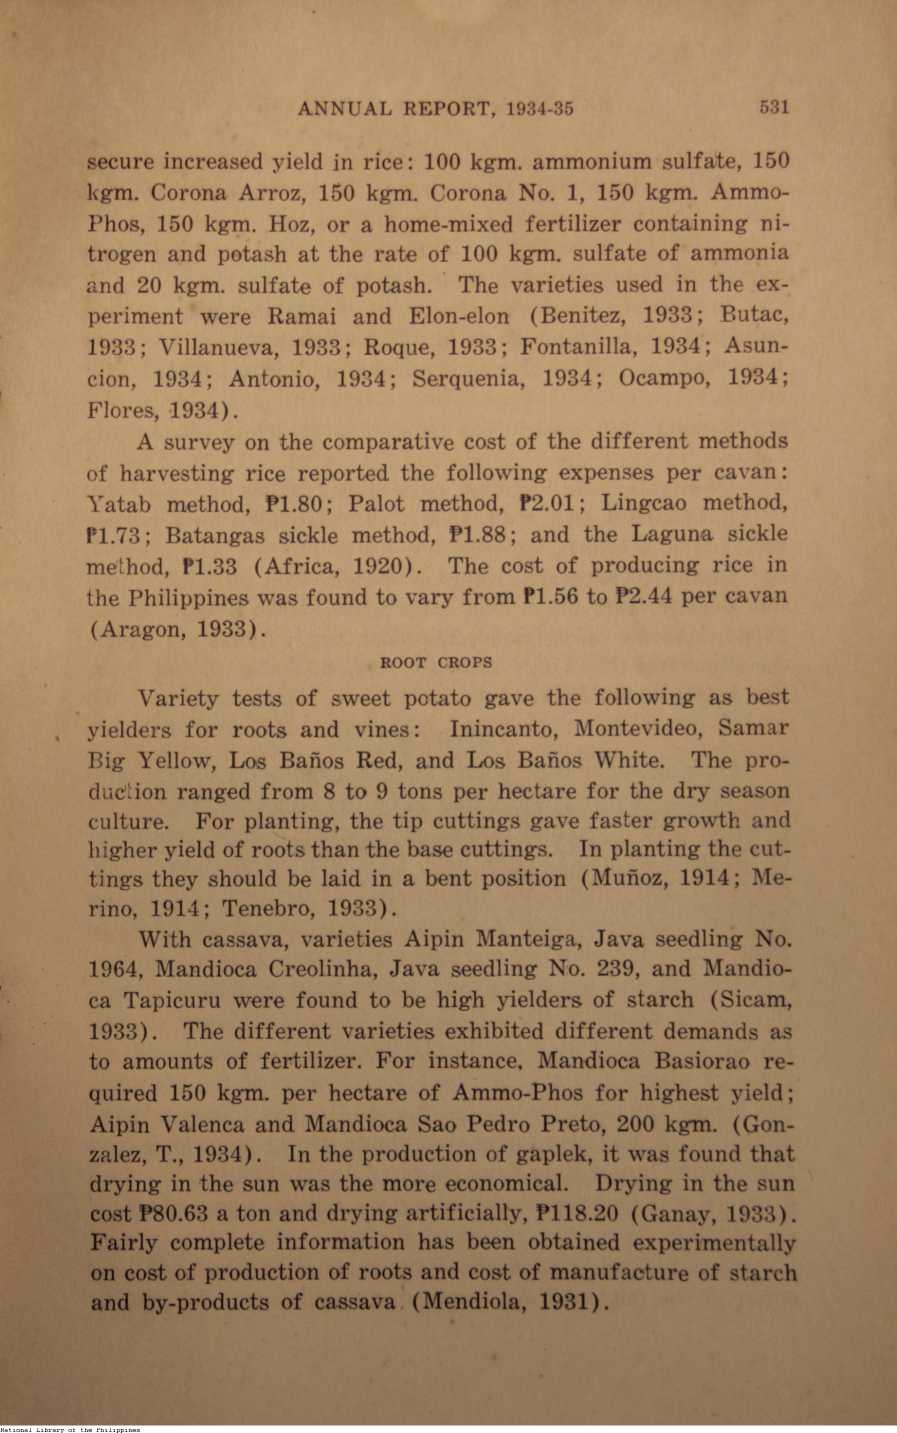 ANNUAL REPORT, 1934-35 531
secure increased yield in rice: 100 kgm. ammonium sulfate, 150
kgm. Corona Arroz, 150 kgm. Corona No. 1, 150 kgm. Ammo-
Phos, 150 kgm. Hoz, or a home-mixed fertilizer containing ni-
trogen and potash at the rate of 100 kgm. sulfate of ammonia
and 20 kgm. sulfate of potash. The varieties used in the ex-
periment were Ramai and Elon-elon (Benitez, 1933; Butac,
1933; Villanueva, 1933; Roque, 1933; Fontanilla, 1934; Asun-
cion, 1934; Antonio, 1934; Serquenia, 1934; Ocampo, 1934;
Flores, 1934).
A survey on the comparative cost of the different methods
of harvesting rice reported the following expenses per cavan:
Yatab method, ₱1.80; Palot method, ₱2.01; Lingcao method,
₱1.73; Batangas sickle method, ₱1.88; and the Laguna sickle
method, ₱1.33 (Africa, 1920). The cost of producing rice in
the Philippines was found to vary from ₱1.56 to ₱2.44 per cavan
(Aragon, 1933).
ROOT CROPS
Variety tests of sweet potato gave the following as best
yielders for roots and vines: Inincanto, Montevideo, Samar
Big Yellow, Los Baños Red, and Los Baños White. The pro-
duction ranged from 8 to 9 tons per hectare for the dry season
culture. For planting, the tip cuttings gave faster growth and
higher yield of roots than the base cuttings. In planting the cut-
tings they should be laid in a bent position (Muñoz, 1914; Me-
rino, 1914; Tenebro, 1933).
With cassava, varieties Aipin Manteiga, Java seedling No.
1964, Mandioca Creolinha, Java seedling No. 239, and Mandio-
ca Tapicuru were found to be high yielders of starch (Sicam,
1933). The different varieties exhibited different demands as
to amounts of fertilizer. For instance, Mandioca Basiorao re-
quired 150 kgm. per hectare of Ammo-Phos for highest yield;
Aipin Valenca and Mandioca Sao Pedro Preto, 200 kgm. (Gon-
zalez, T., 1934). In the production of gaplek, it was found that
drying in the sun was the more economical. Drying in the sun
cost ₱80.63 a ton and drying artificially, ₱118.20 (Ganay, 1933).
Fairly complete information has been obtained experimentally
on cost of production of roots and cost of manufacture of starch
and by-products of cassava (Mendiola, 1931).
National Library of the Philippines